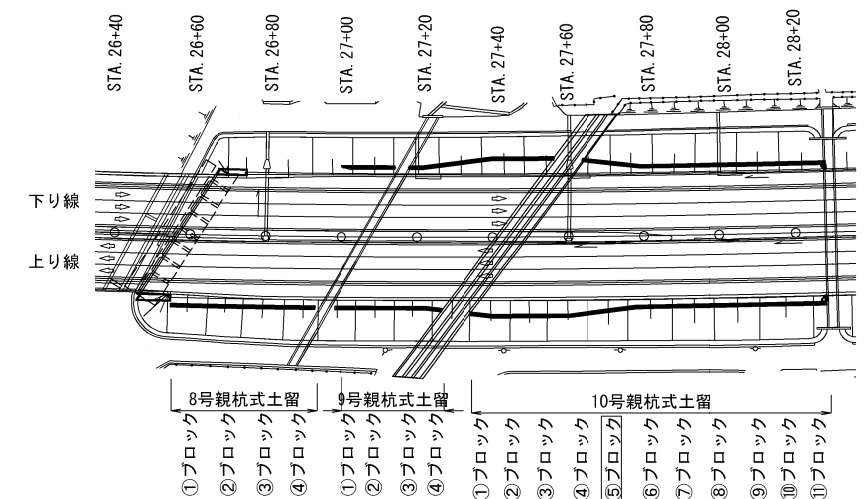 STA. 26+40
STA. 26+60
STA. 26+80
STA. 27+00
STA. 27+20
STA. 27+40
STA. 27+60
STA. 27+80
STA. 28+00
STA. 28+20
下り線
上り線
8号親杭式土留
9号親杭式土留
10号親杭式土留
①ブロック
②ブロック
③ブロック
④ブロック
①ブロック
②ブロック
③ブロック
④ブロック
①ブロック
②ブロック
③ブロック
④ブロック
⑤ブロック
⑥ブロック
⑦ブロック
⑧ブロック
⑨ブロック
⑩ブロック
⑪ブロック